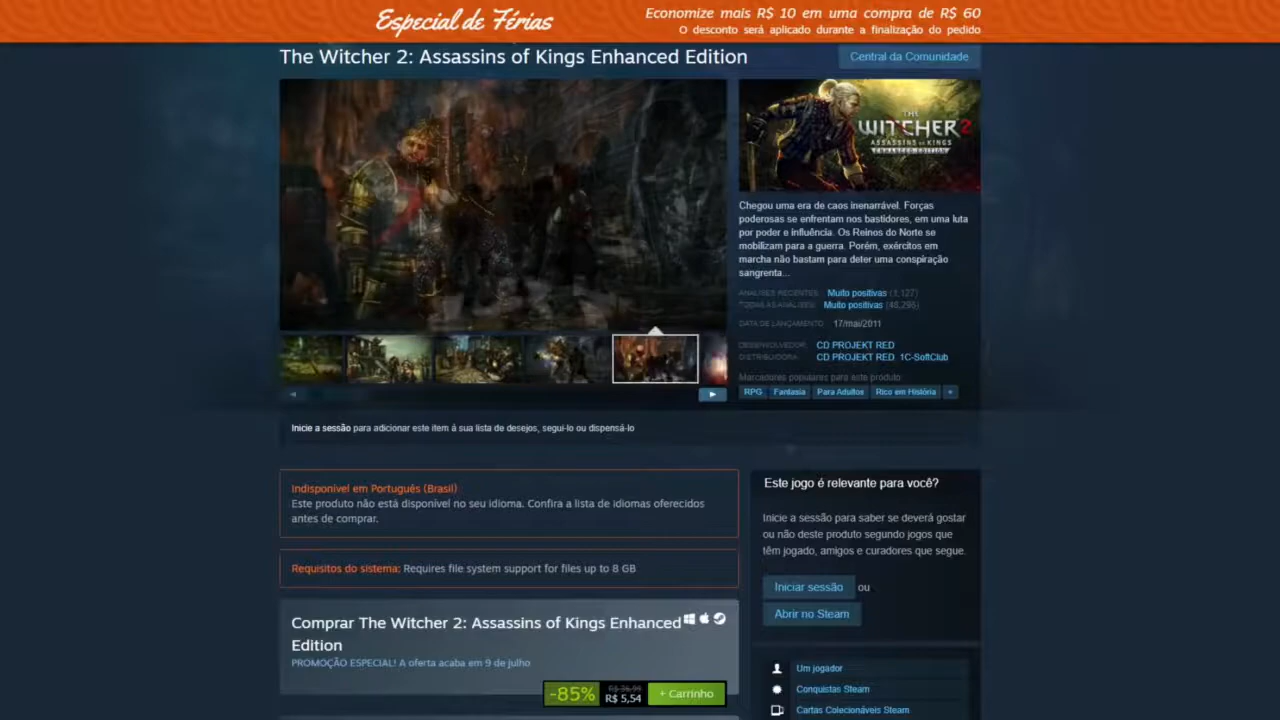 Especial de Férias
Economize mais R$ 10 em uma compra de R$ 60
O desconto será aplicado durante a finalização do pedido
The Witcher 2: Assassins of Kings Enhanced Edition
Central da Comunidade
THE
WITCHER 2
ASSASSINS OF KINGS
ENHANCED EDITION
Chegou uma era de caos inenarrável. Forças
poderosas se enfrentam nos bastidores, em uma luta
por poder e influência. Os Reinos do Norte se
mobilizam para a guerra. Porém, exércitos em
marcha não bastam para deter uma conspiração
sangrenta...
ANÁLISES RECENTES: Muito positivas (1,127)
TODAS AS ANÁLISES: Muito positivas
DATA DE LANÇAMENTO: 17/mai/2011
DESENVOLVEDOR: CD PROJEKT RED
DISTRIBUIDORA: CD PROJEKT RED 1C-SoftClub
Marcadores populares para este produto:
RPG Fantasia Para Adultos Rico em História +
Inicie a sessão para adicionar este item à sua lista de desejos, segui-lo ou dispensá-lo
Indisponível em Português (Brasil)
Este produto não está disponível no seu idioma. Confira a lista de idiomas oferecidos
antes de comprar.
Requisitos do sistema: Requires file system support for files up to 8 GB
Comprar The Witcher 2: Assassins of Kings Enhanced
Edition
PROMOÇÃO ESPECIAL! A oferta acaba em 9 de julho
-85% R$ 36,99
R$ 5,54
+ Carrinho
Este jogo é relevante para você?
Inicie a sessão para saber se deverá gostar
ou não deste produto segundo jogos que
têm jogado, amigos e curadores que segue.
Iniciar sessão ou
Abrir no Steam
Um jogador
Conquistas Steam
Cartas Colecionáveis Steam